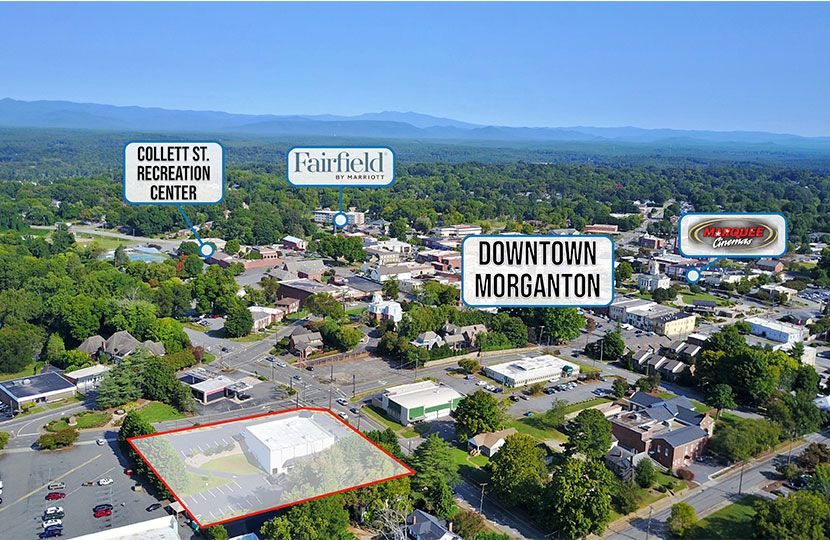 COLLETT ST.
RECREATION
CENTER
Fairfield
BY MARRIOTT
DOWNTOWN
MORGANTON
MARQUEE
Cinemas